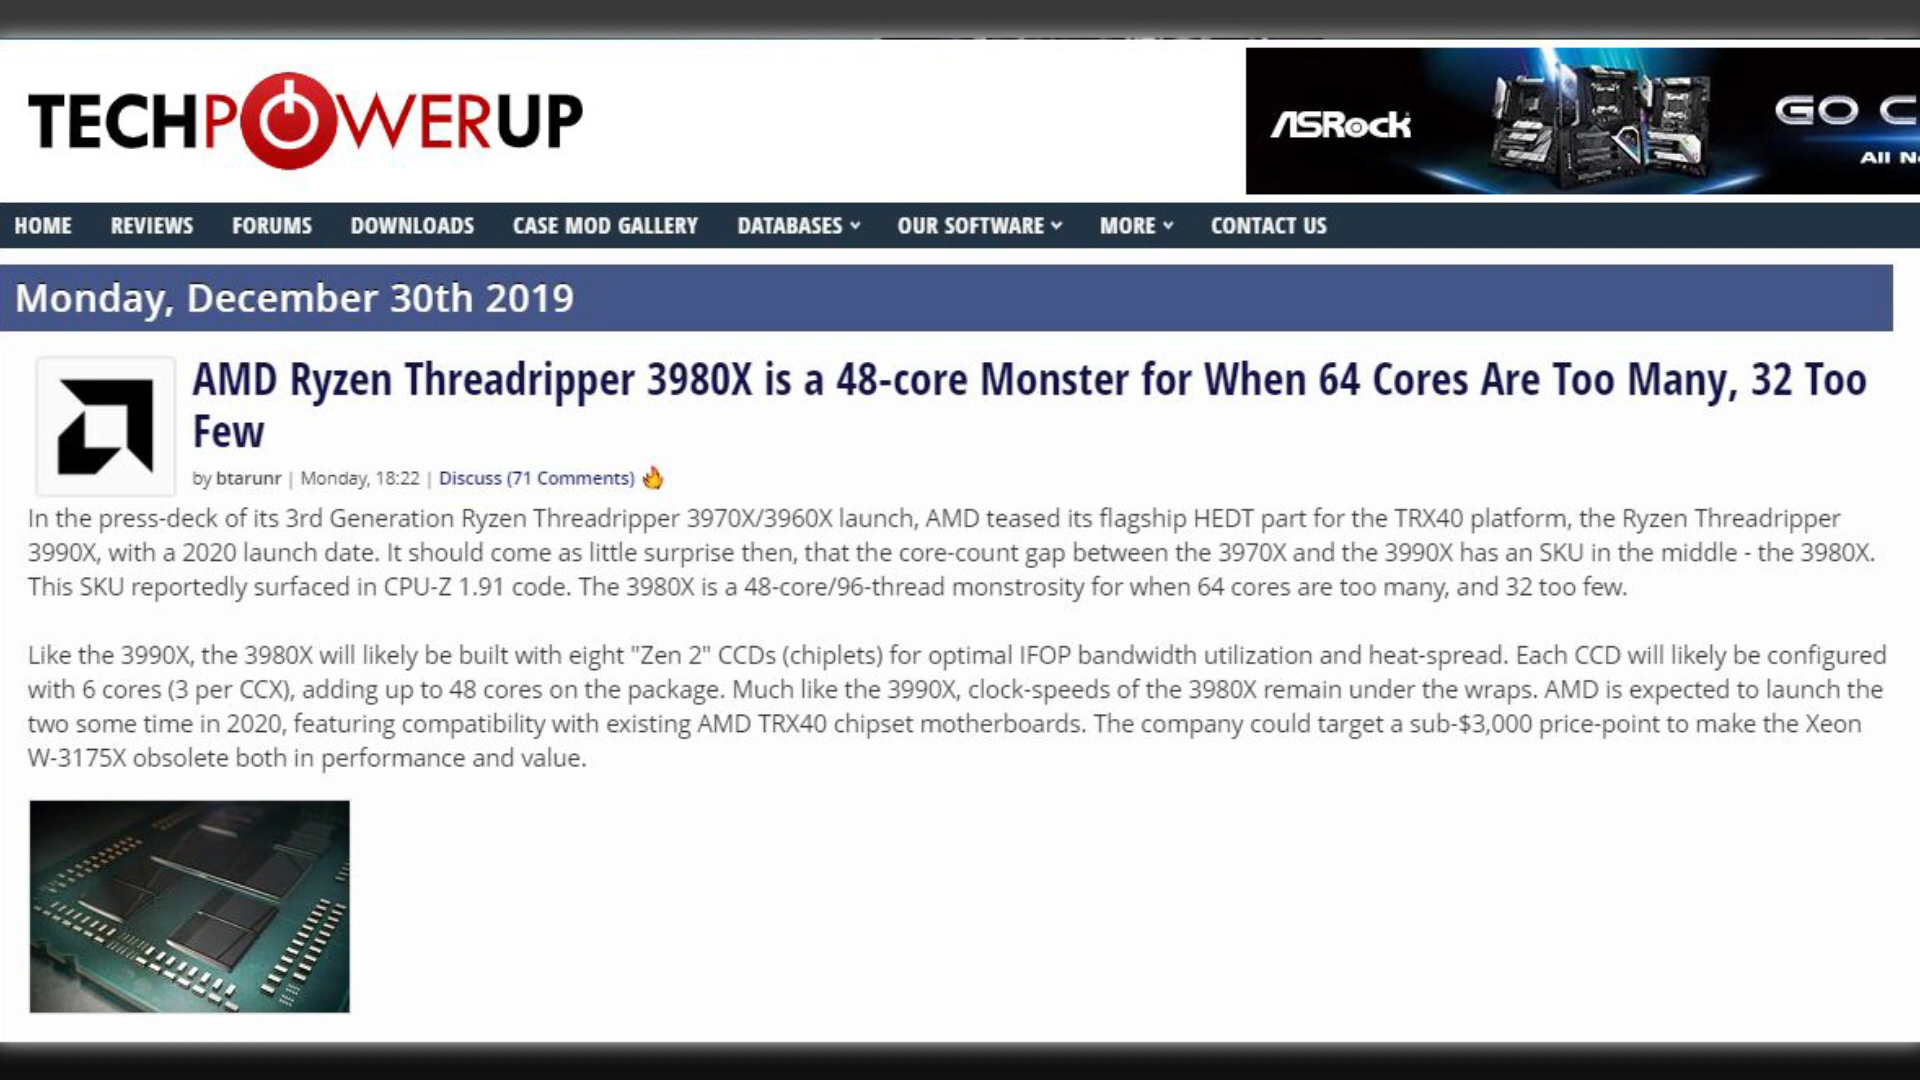 TECHPOWERUP
ASRock
GO C
All N
HOME REVIEWS FORUMS DOWNLOADS CASE MOD GALLERY DATABASES OUR SOFTWARE MORE CONTACT US
Monday, December 30th 2019
AMD Ryzen Threadripper 3980X is a 48-core Monster for When 64 Cores Are Too Many, 32 Too
Few
by btarunr | Monday, 18:22 | Discuss (71 Comments)
In the press-deck of its 3rd Generation Ryzen Threadripper 3970X/3960X launch, AMD teased its flagship HEDT part for the TRX40 platform, the Ryzen Threadripper
3990X, with a 2020 launch date. It should come as little surprise then, that the core-count gap between the 3970X and the 3990X has an SKU in the middle - the 3980X.
This SKU reportedly surfaced in CPU-Z 1.91 code. The 3980X is a 48-core/96-thread monstrosity for when 64 cores are too many, and 32 too few.
Like the 3990X, the 3980X will likely be built with eight "Zen 2" CCDs (chiplets) for optimal IFOP bandwidth utilization and heat-spread. Each CCD will likely be configured
with 6 cores (3 per CCX), adding up to 48 cores on the package. Much like the 3990X, clock-speeds of the 3980X remain under the wraps. AMD is expected to launch the
two some time in 2020, featuring compatibility with existing AMD TRX40 chipset motherboards. The company could target a sub-$3,000 price-point to make the Xeon
W-3175X obsolete both in performance and value.